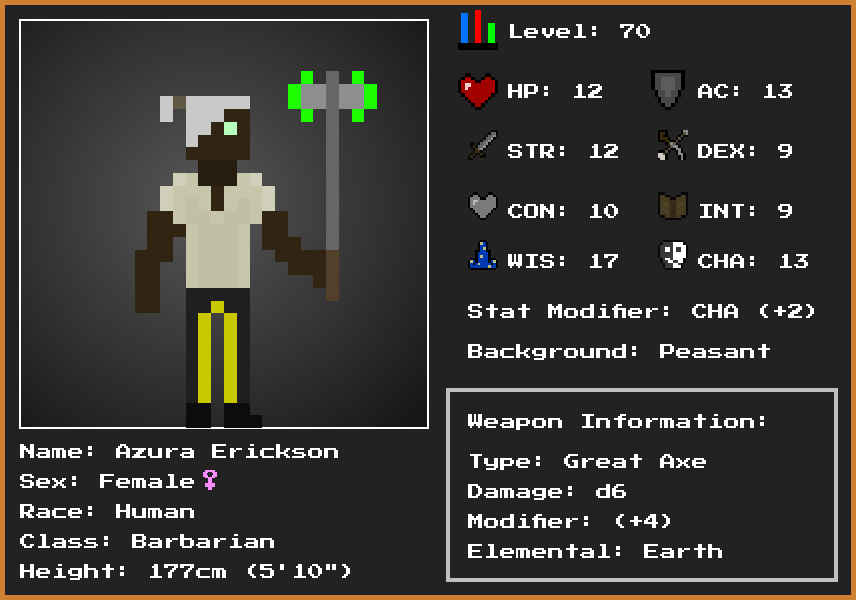 Level: 70
HP: 12 AC: 13
STR: 12 DEX: 9
CON: 10 INT: 9
WIS: 17 CHA: 13
Stat Modifier: CHA (+2)
Background: Peasant
Weapon Information:
Type: Great Axe
Damage: d6
Modifier: (+4)
Elemental: Earth
Name: Azura Erickson
Sex: Female♀
Race: Human
Class: Barbarian
Height: 177cm (5'10")